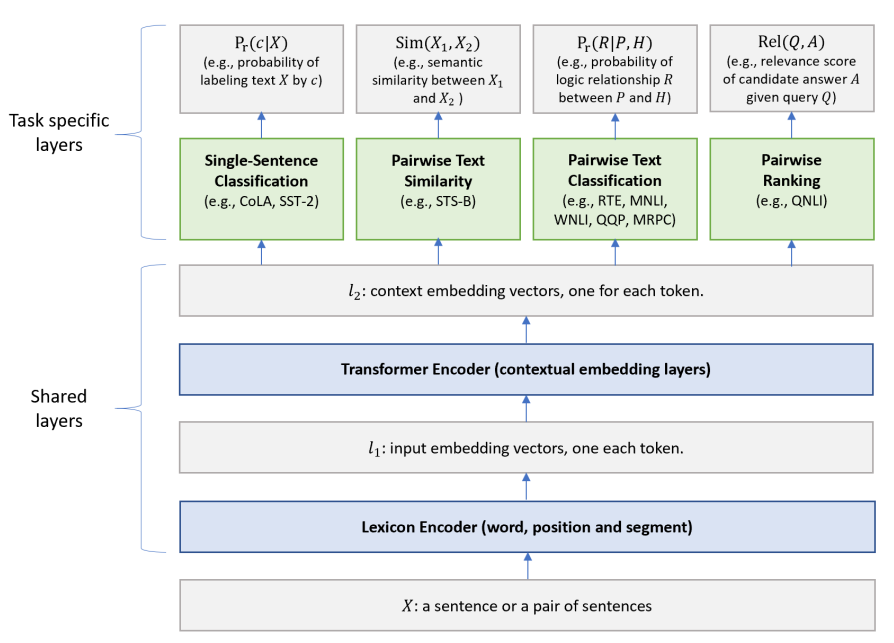 Task specific
layers
P_r(c|X)
(e.g., probability of
labeling text X by c)
Sim(X_1, X_2)
(e.g., semantic
similarity between X_1
and X_2 )
P_r(R|P, H)
(e.g., probability of
logic relationship R
between P and H)
Rel(Q, A)
(e.g., relevance score
of candidate answer A
given query Q)
Single-Sentence
Classification
(e.g., CoLA, SST-2)
Pairwise Text
Similarity
(e.g., STS-B)
Pairwise Text
Classification
(e.g., RTE, MNLI,
WNLI, QQP, MRPC)
Pairwise
Ranking
(e.g., QNLI)
Shared
layers
l_2: context embedding vectors, one for each token.
Transformer Encoder (contextual embedding layers)
l_1: input embedding vectors, one each token.
Lexicon Encoder (word, position and segment)
X: a sentence or a pair of sentences